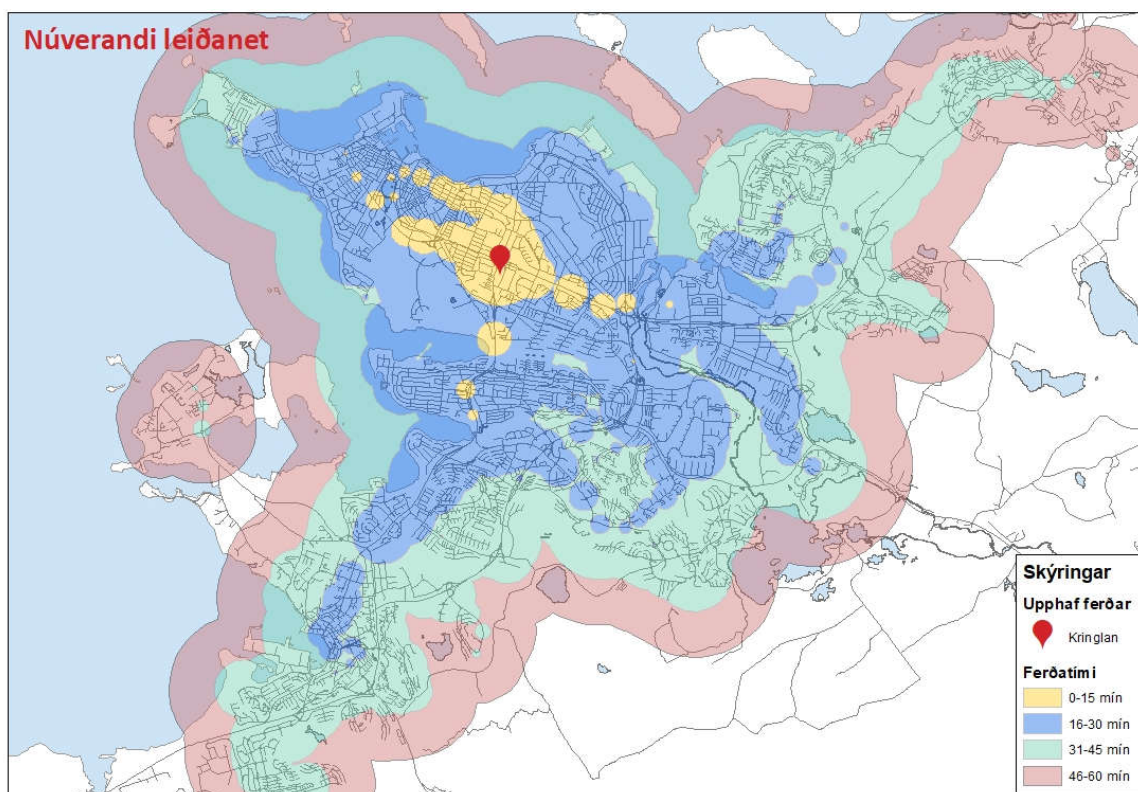 Núverandi leiðanet
Skýringar
Upphaf ferðar
Kringlan
Ferðatími
0-15 mín
16-30 mín
31-45 mín
46-60 mín